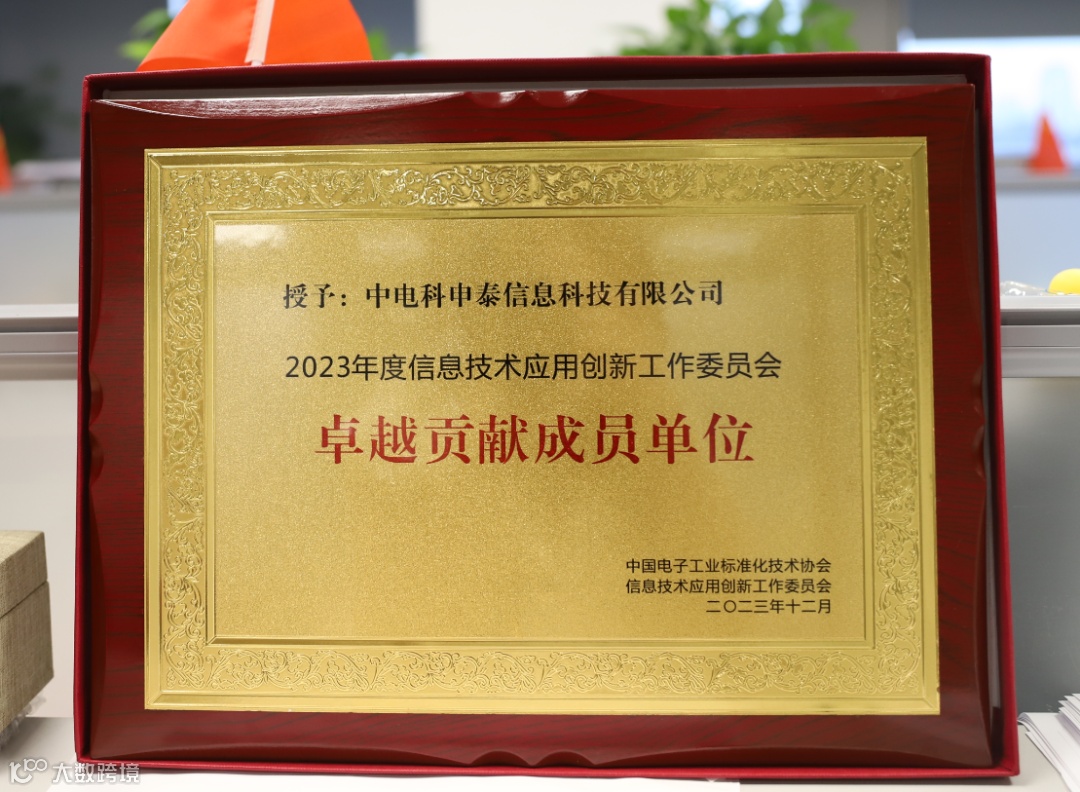 授予：中电科申泰信息科技有限公司
2023年度信息技术应用创新工作委员会
卓越贡献成员单位
中国电子工业标准化技术协会
信息技术应用创新工作委员会
二〇二三年十二月
大数跨境